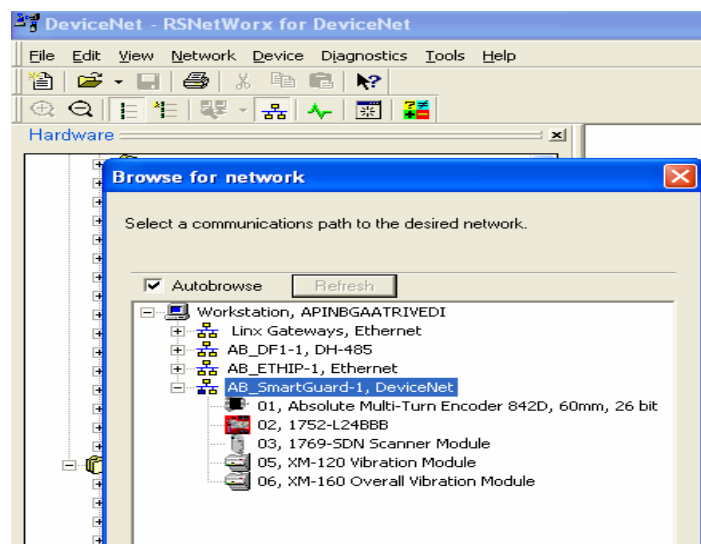 DeviceNet - RSNetWorx for DeviceNet
File Edit View Network Device Diagnostics Tools Help
Hardware
Browse for network
Select a communications path to the desired network.
Autobrowse Refresh
Workstation, APINBGAATRIVEDI
Linx Gateways, Ethernet
AB_DF1-1, DH-485
AB_ETHIP-1, Ethernet
AB_SmartGuard-1, DeviceNet
01, Absolute Multi-Turn Encoder 842D, 60mm, 26 bit
02, 1752-L24BBB
03, 1769-SDN Scanner Module
05, XM-120 Vibration Module
06, XM-160 Overall Vibration Module